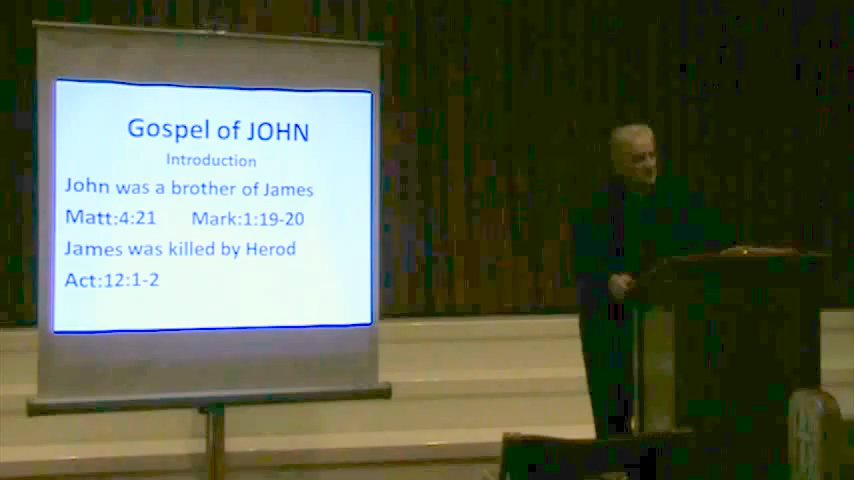 Gospel of JOHN
Introduction
John was a brother of James
Matt:4:21 Mark:1:19-20
James was killed by Herod
Act:12:1-2